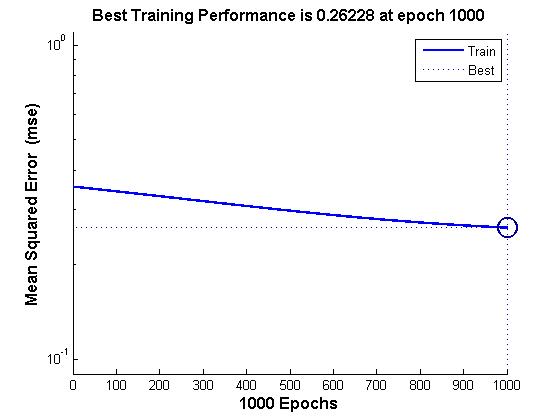 Best Training Performance is 0.26228 at epoch 1000
10^0
Train
Best
Mean Squared Error (mse)
10^-1
0 100 200 300 400 500 600 700 800 900 1000
1000 Epochs